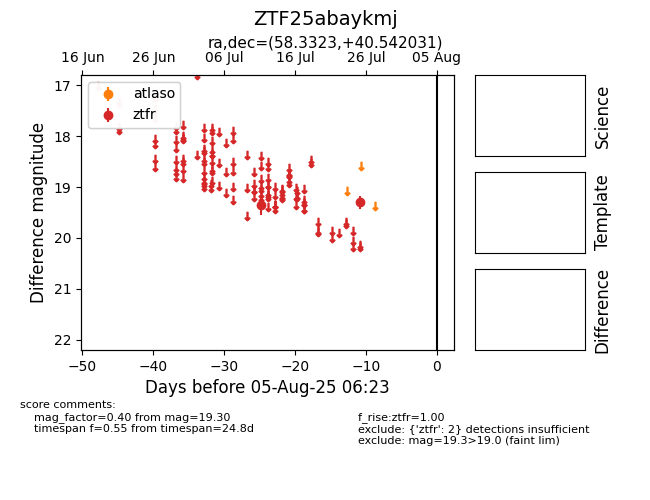 ZTF25abaykmj
ra,dec=(58.3323,+40.542031)
16 Jun 26 Jun 06 Jul 16 Jul 26 Jul 05 Aug
atlaso
ztfr
17
18
19
20
21
22
Difference magnitude
−50 −40 −30 −20 −10 0
Days before 05-Aug-25 06:23
Science
Template
Difference
score comments:
mag_factor=0.40 from mag=19.30
timespan f=0.55 from timespan=24.8d
f_rise:ztfr=1.00
exclude: {'ztfr': 2} detections insufficient
exclude: mag=19.3>19.0 (faint lim)